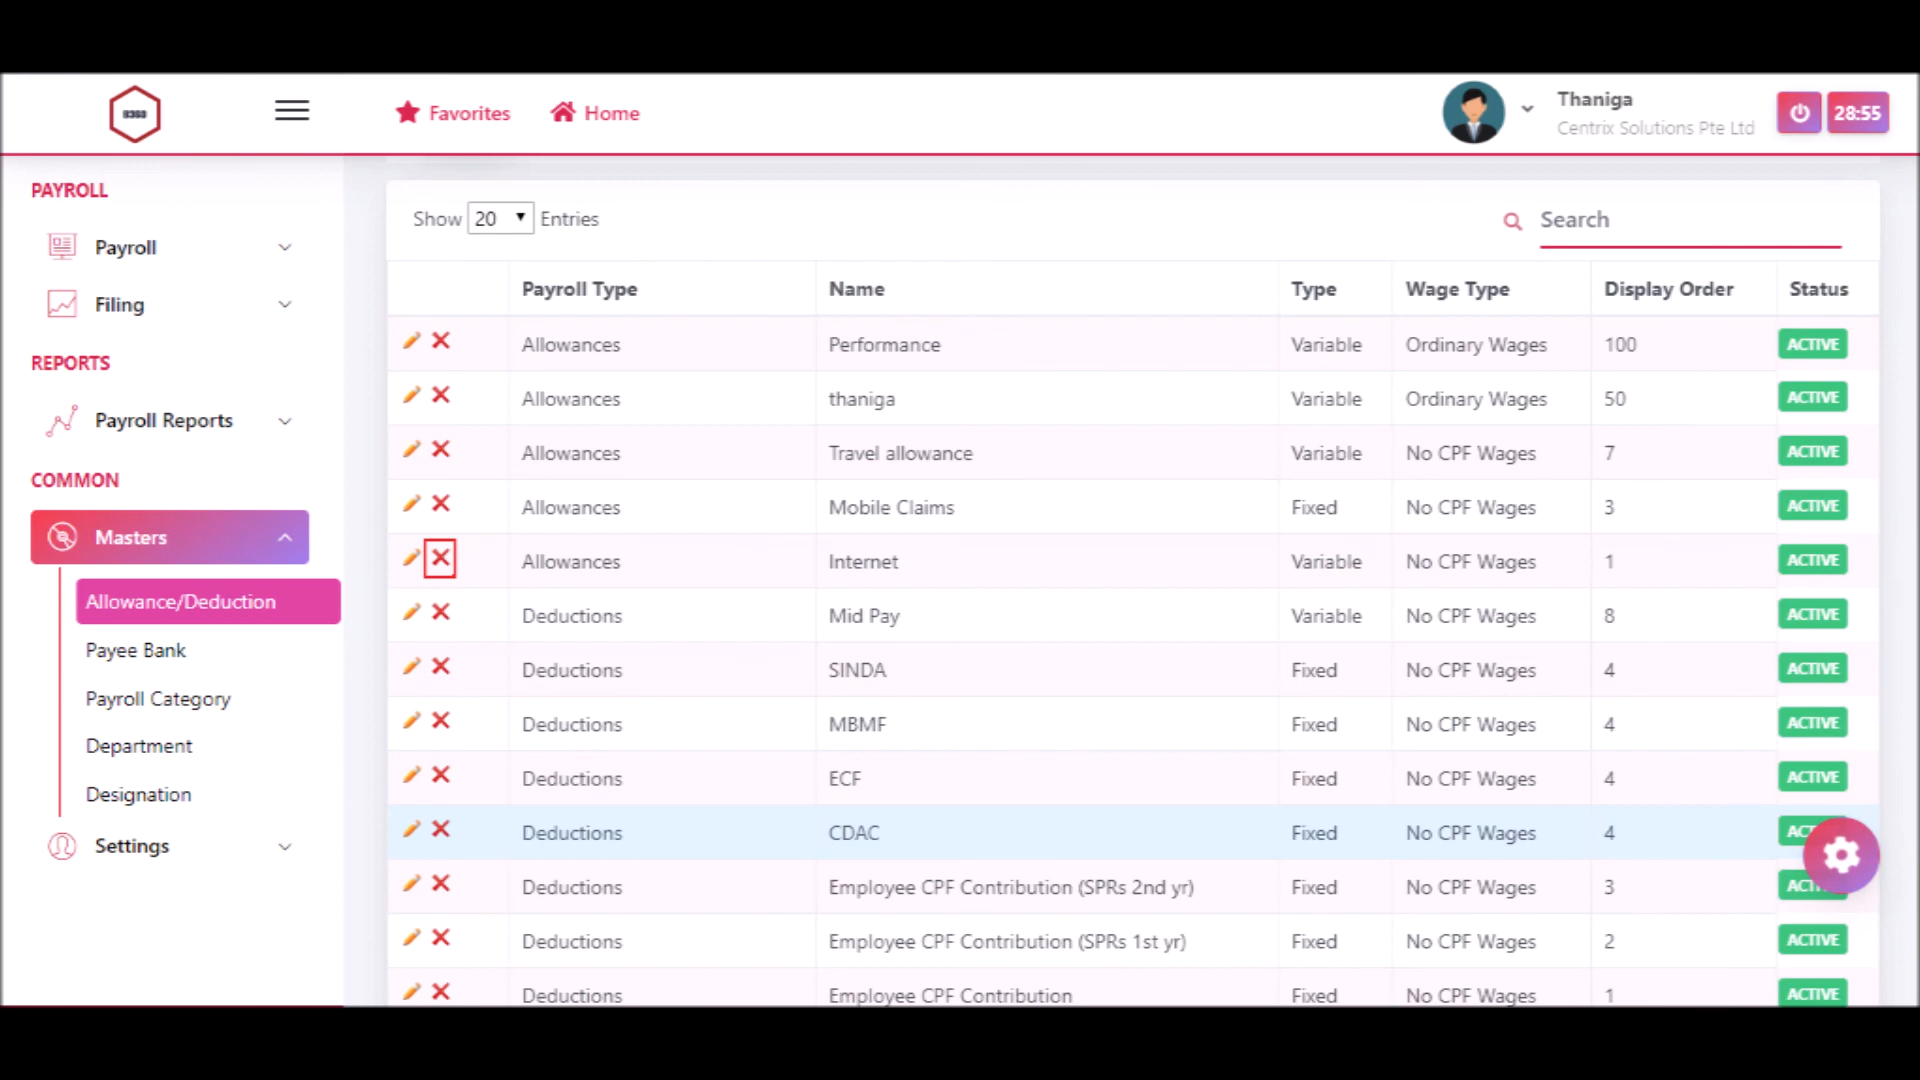 B360
Favorites
Home
Thaniga
Centrix Solutions Pte Ltd
28:55
PAYROLL
Payroll
Filing
REPORTS
Payroll Reports
COMMON
Masters
Allowance/Deduction
Payee Bank
Payroll Category
Department
Designation
Settings
Show 20 Entries
Search
Payroll Type Name Type Wage Type Display Order Status
Allowances Performance Variable Ordinary Wages 100 ACTIVE
Allowances thaniga Variable Ordinary Wages 50 ACTIVE
Allowances Travel allowance Variable No CPF Wages 7 ACTIVE
Allowances Mobile Claims Fixed No CPF Wages 3 ACTIVE
Allowances Internet Variable No CPF Wages 1 ACTIVE
Deductions Mid Pay Variable No CPF Wages 8 ACTIVE
Deductions SINDA Fixed No CPF Wages 4 ACTIVE
Deductions MBMF Fixed No CPF Wages 4 ACTIVE
Deductions ECF Fixed No CPF Wages 4 ACTIVE
Deductions CDAC Fixed No CPF Wages 4
Deductions Employee CPF Contribution (SPRs 2nd yr) Fixed No CPF Wages 3
Deductions Employee CPF Contribution (SPRs 1st yr) Fixed No CPF Wages 2 ACTIVE
Deductions Employee CPF Contribution Fixed No CPF Wages 1 ACTIVE